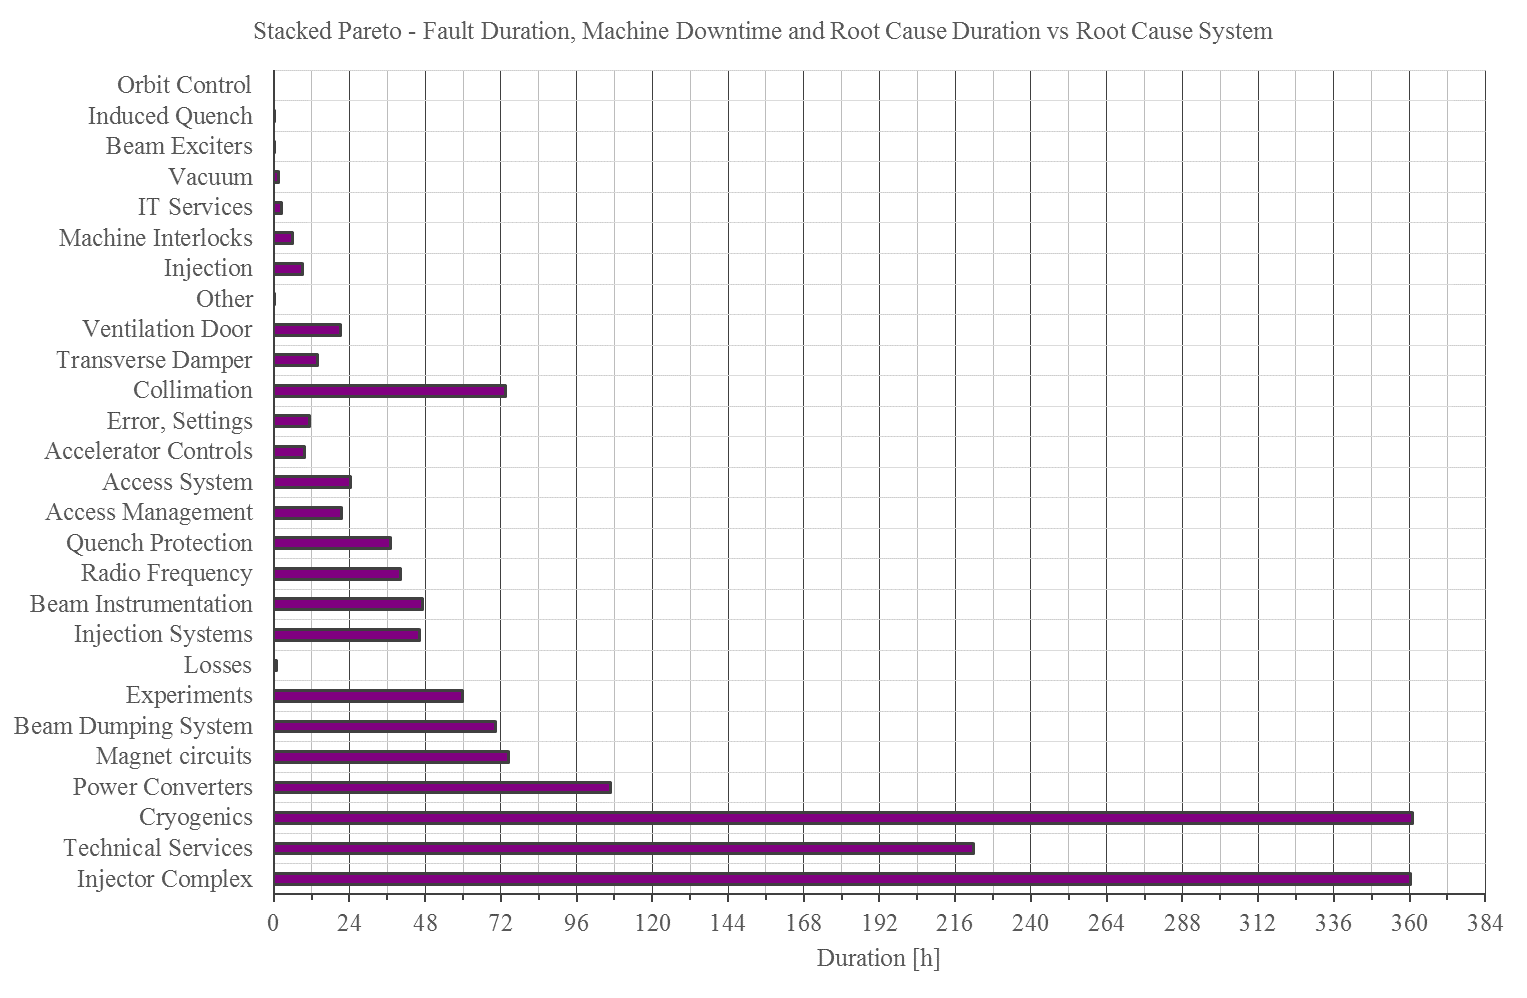 Stacked Pareto - Fault Duration, Machine Downtime and Root Cause Duration vs Root Cause System
Orbit Control
Induced Quench
Beam Exciters
Vacuum
IT Services
Machine Interlocks
Injection
Other
Ventilation Door
Transverse Damper
Collimation
Error, Settings
Accelerator Controls
Access System
Access Management
Quench Protection
Radio Frequency
Beam Instrumentation
Injection Systems
Losses
Experiments
Beam Dumping System
Magnet circuits
Power Converters
Cryogenics
Technical Services
Injector Complex
0 24 48 72 96 120 144 168 192 216 240 264 288 312 336 360 384
Duration [h]